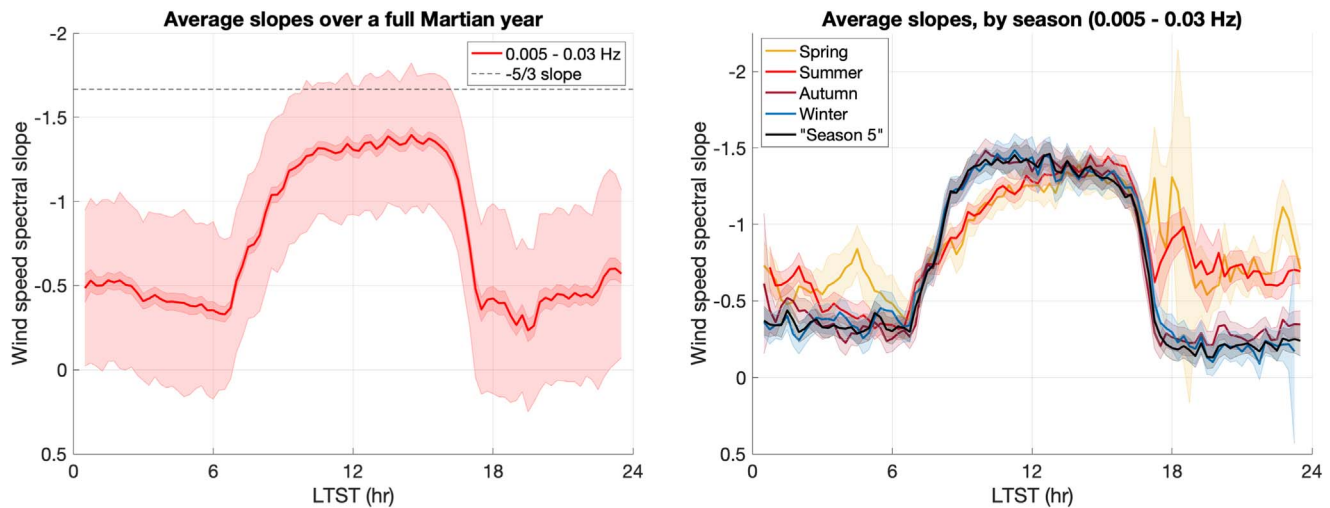 Average slopes over a full Martian year
0.005 - 0.03 Hz
-5/3 slope
Wind speed spectral slope
-2
-1.5
-1
-0.5
0
0.5
0
6
12
18
24
LTST (hr)
Average slopes, by season (0.005 - 0.03 Hz)
Spring
Summer
Autumn
Winter
"Season 5"
Wind speed spectral slope
-2
-1.5
-1
-0.5
0
0.5
0
6
12
18
24
LTST (hr)